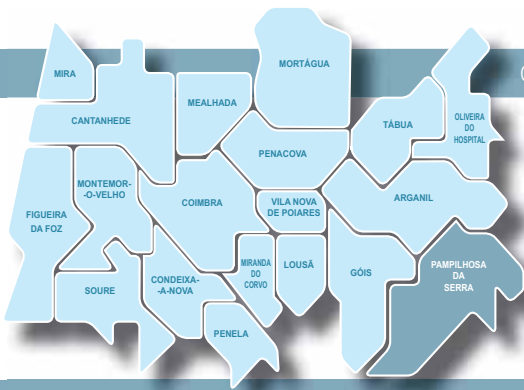 MIRA
MORTÁGUA
MEALHADA
CANTANHEDE
TÁBUA
OLIVEIRA
DO
HOSPITAL
PENACOVA
MONTEMOR-
-O-VELHO
COIMBRA
VILA NOVA
DE POIARES
ARGANIL
FIGUEIRA
DA FOZ
MIRANDA
DO
CORVO
LOUSÃ
GÓIS
PAMPILHOSA
DA
SERRA
SOURE
CONDEIXA-
-A-NOVA
PENELA